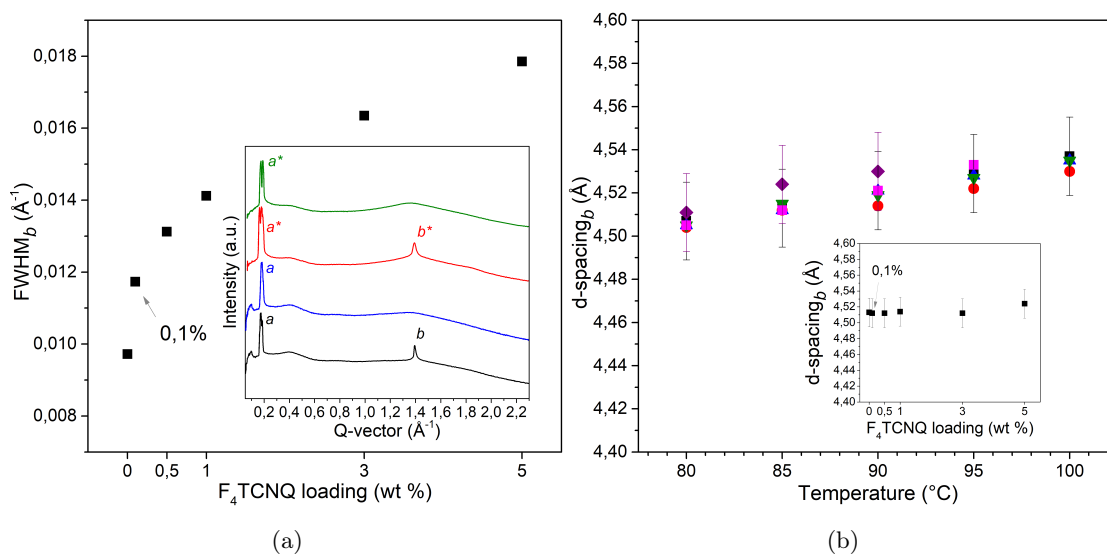 0,018
0,016
0,014
0,012
0,010
0,008
FWHM_b (Å⁻¹)
0,1%
0 0,5 1 3 5
F₄TCNQ loading (wt %)
a*
a* b*
a
a b
Intensity (a.u.)
0,2 0,4 0,6 0,8 1,0 1,2 1,4 1,6 1,8 2,0 2,2
Q-vector (Å⁻¹)
(a)
4,60
4,58
4,56
4,54
4,52
4,50
4,48
4,46
4,44
4,42
4,40
d-spacing_b (Å)
80 85 90 95 100
Temperature (°C)
4,60
4,58
4,56
4,54
4,52
4,50
4,48
4,46
4,44
4,42
4,40
d-spacing_b (Å)
0,1%
0 0,5 1 3 5
F₄TCNQ loading (wt %)
(b)